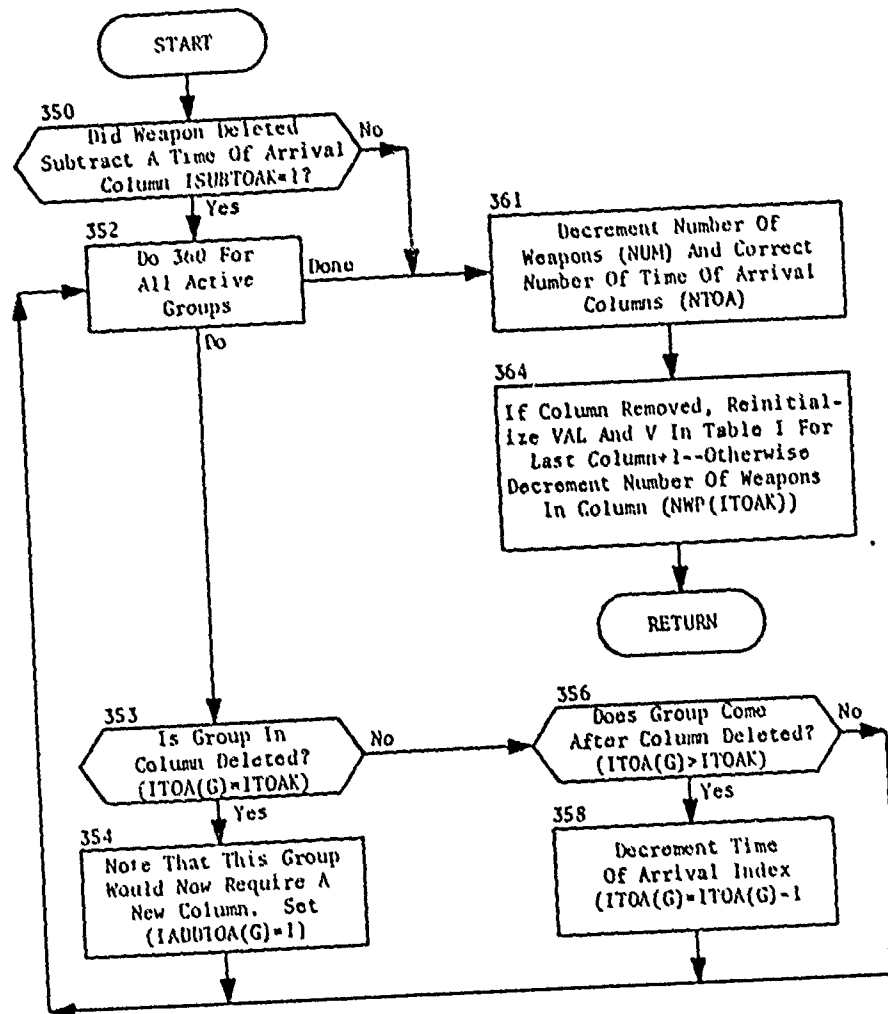 START
350
Did Weapon Deleted
Subtract A Time Of Arrival
Column ISUBTOAK=1?
No
Yes
352
Do 360 For
All Active
Groups
Done
Do
361
Decrement Number Of
Weapons (NUM) And Correct
Number Of Time Of Arrival
Columns (NTOA)
364
If Column Removed, Reinitial-
ize VAL And V In Table I For
Last Column+1--Otherwise
Decrement Number Of Weapons
In Column (NWP(ITOAK))
RETURN
353
Is Group In
Column Deleted?
(ITOA(G)=ITOAK)
No
Yes
356
Does Group Come
After Column Deleted?
(ITOA(G)>ITOAK)
No
Yes
354
Note That This Group
Would Now Require A
New Column. Set
(IADDTOA(G)=1)
358
Decrement Time
Of Arrival Index
(ITOA(G)=ITOA(G)-1